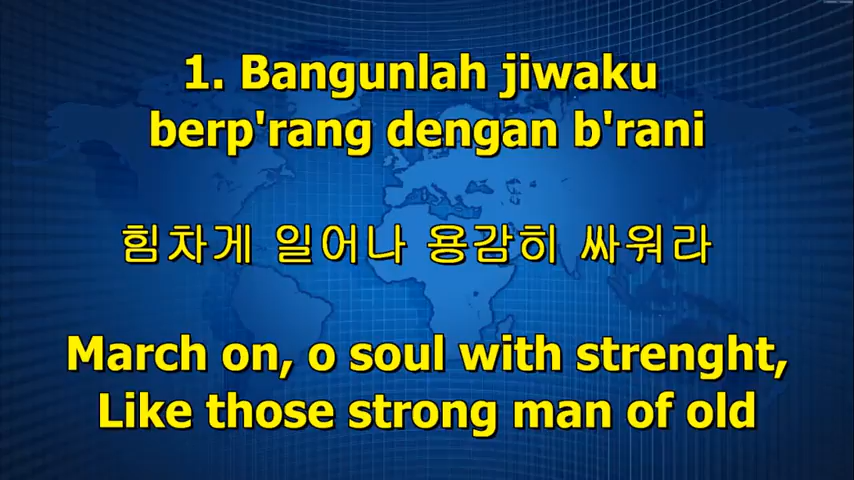 1. Bangunlah jiwaku
berp'rang dengan b'rani
힘차게 일어나 용감히 싸워라
March on, o soul with strenght,
Like those strong man of old